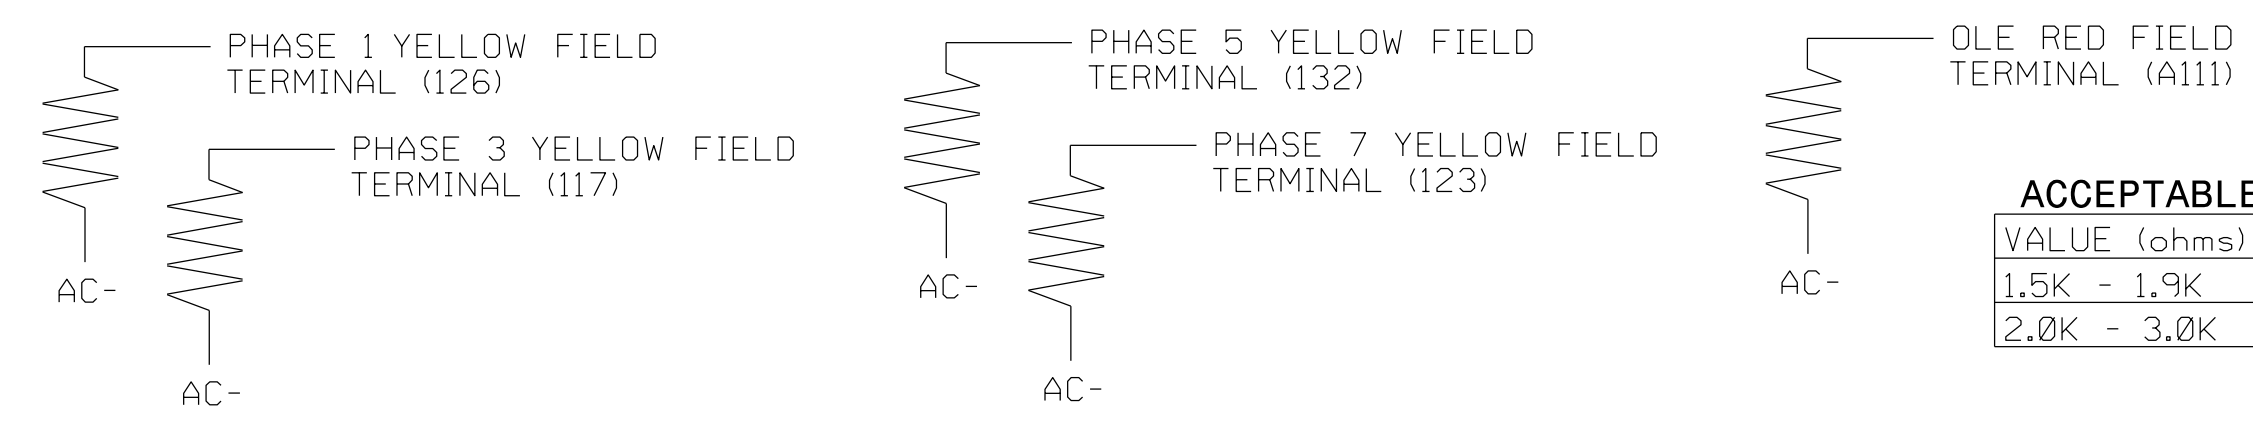 PHASE 1 YELLOW FIELD
TERMINAL (126)
AC-
PHASE 3 YELLOW FIELD
TERMINAL (117)
AC-
PHASE 5 YELLOW FIELD
TERMINAL (132)
AC-
PHASE 7 YELLOW FIELD
TERMINAL (123)
AC-
OLE RED FIELD
TERMINAL (A111)
AC-
ACCEPTABLE
VALUE (ohms)
1.5K - 1.9K
2.0K - 3.0K